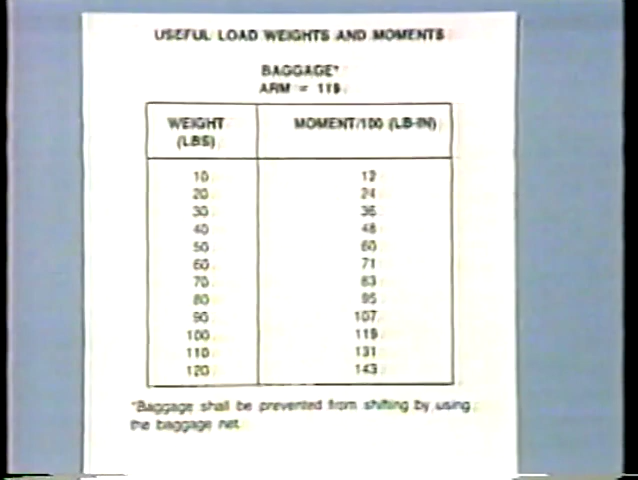 USEFUL LOAD WEIGHTS AND MOMENTS
BAGGAGE*
ARM = 119
WEIGHT (LBS) MOMENT/100 (LB-IN)
10 12
20 24
30 36
40 48
50 60
60 71
70 83
80 95
90 107
100 119
110 131
120 143
*Baggage shall be prevented from shifting by using
the baggage net